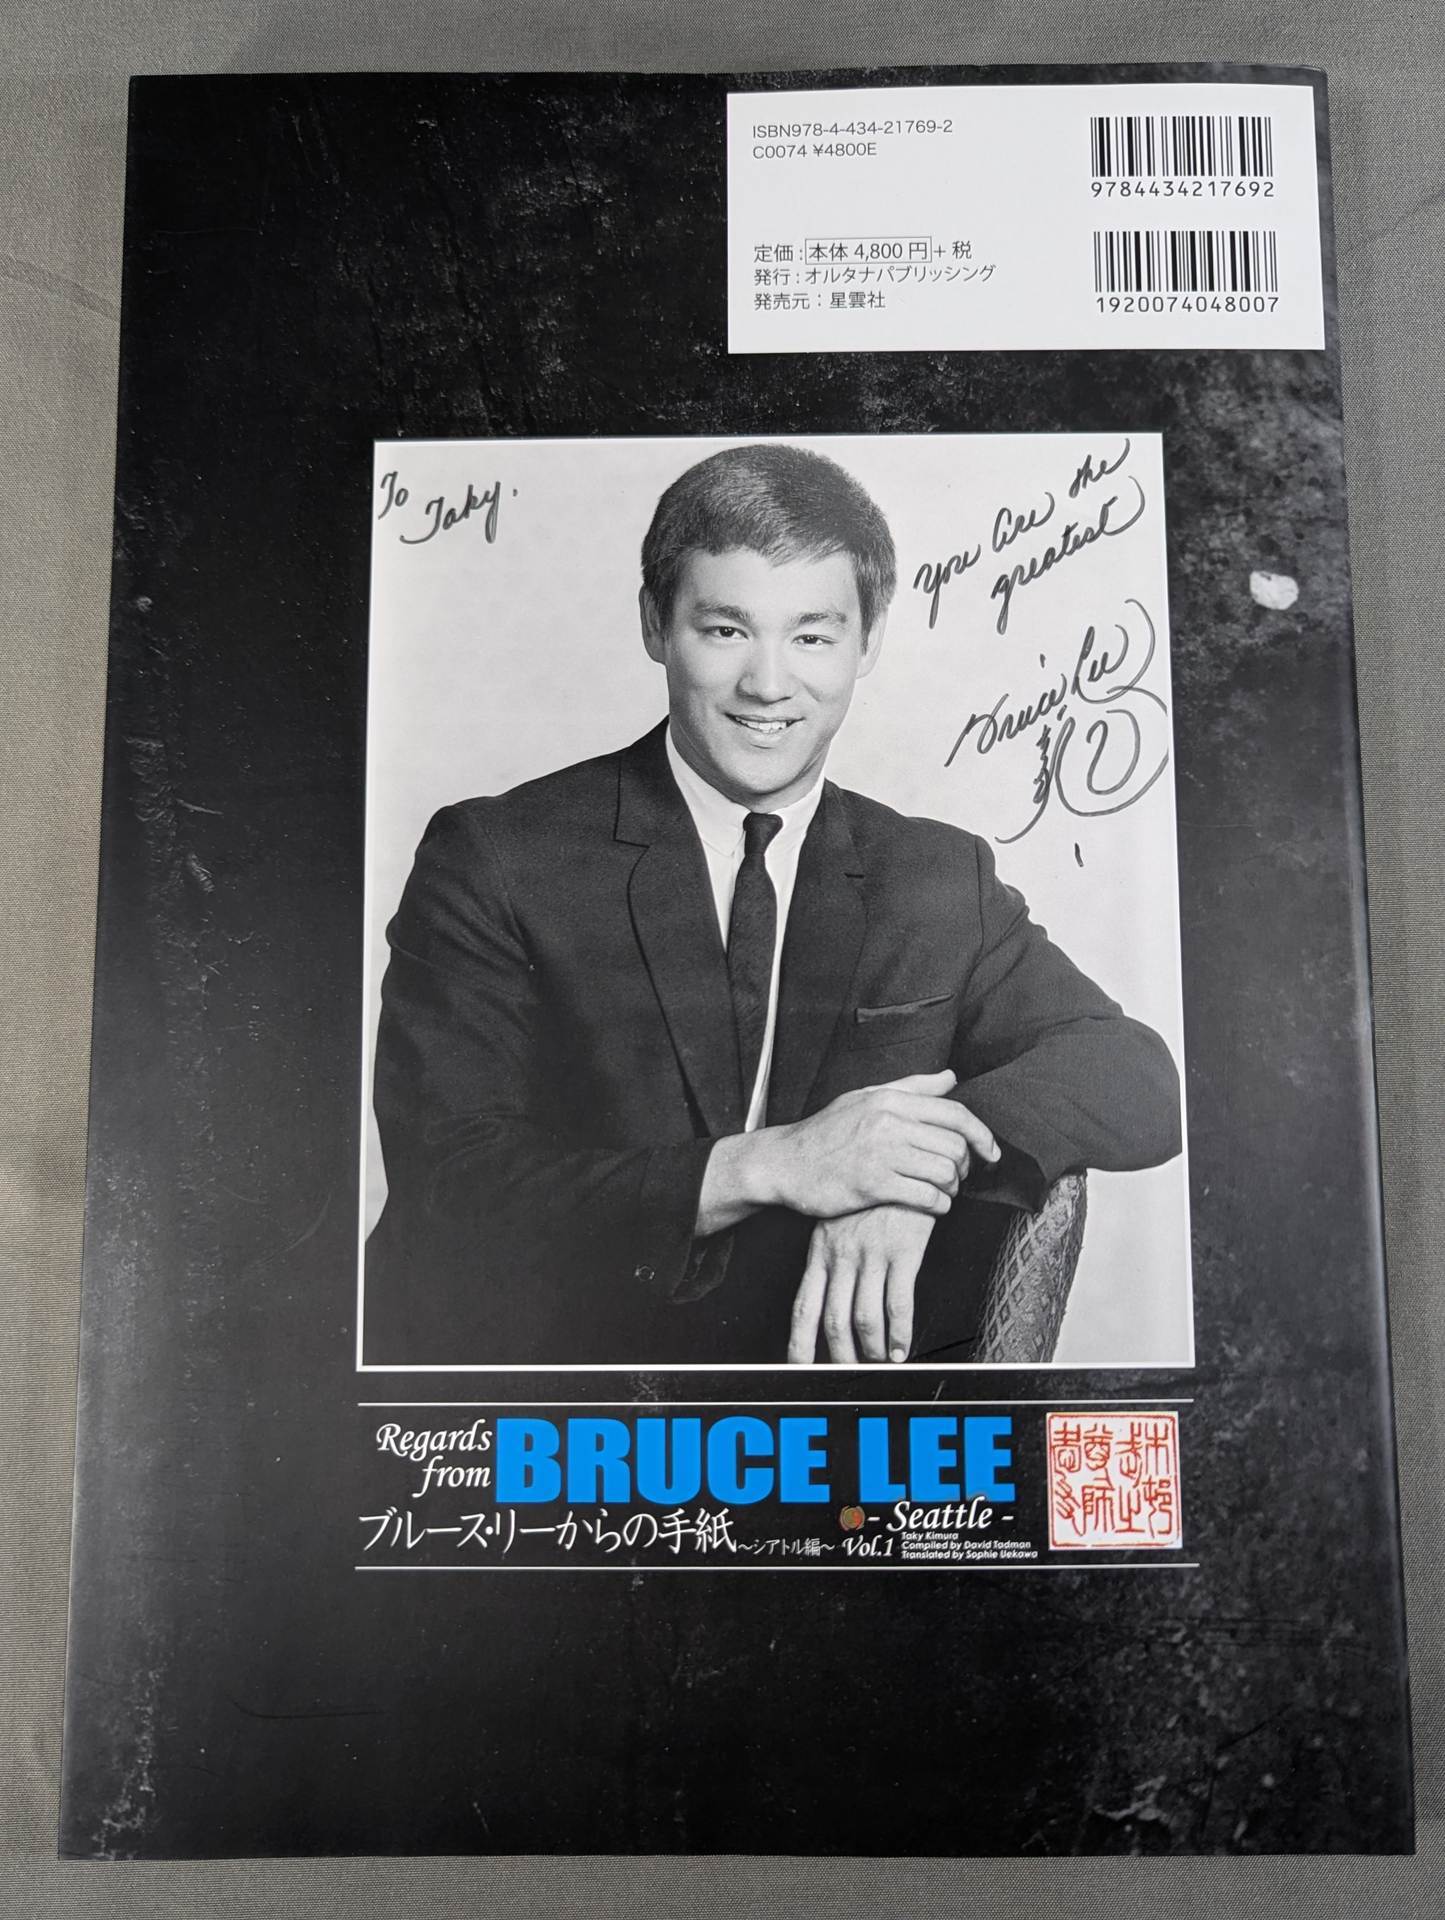 ISBN978-4-434-21769-2
C0074 ¥4800E
9784434217692
定価 : 本体 4,800 円 + 税
発行 : オルタナパブリッシング
発売元 : 星雲社
1920074048007
To Taky.
You are the
greatest
Bruce Lee
Regards
from
BRUCE LEE
- Seattle -
ブルース・リーからの手紙 ~シアトル編~ Vol.1
Taky Kimura
Compiled by David Tadman
Translated by Sophie Uekawa